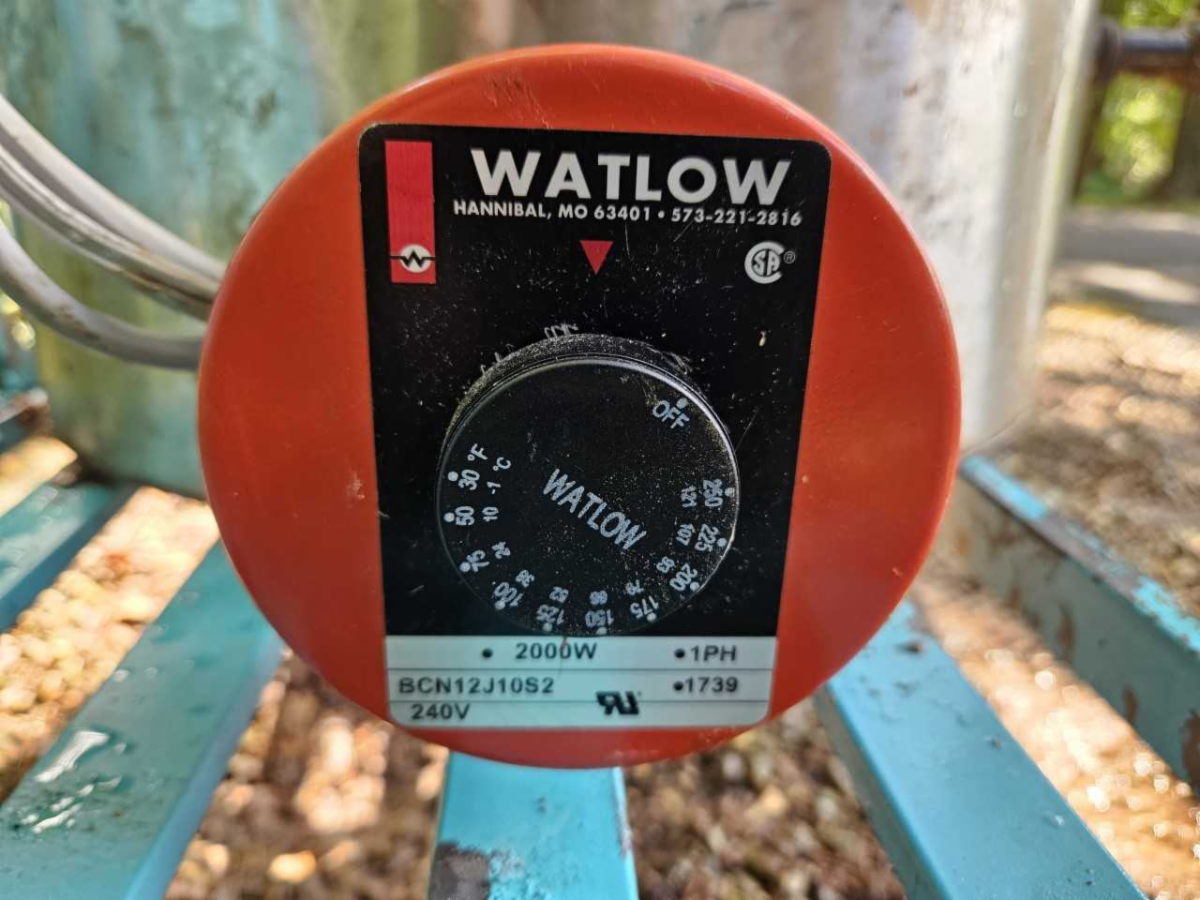 WATLOW
HANNIBAL, MO 63401 • 573-221-2816
SA ®
OFF
°F °C
30 -1
50 10
75 24
100 38
125 52
150 66
175 79
200 93
225 107
250 121
WATLOW
• 2000W •1PH
BCN12J10S2 •1739
240V